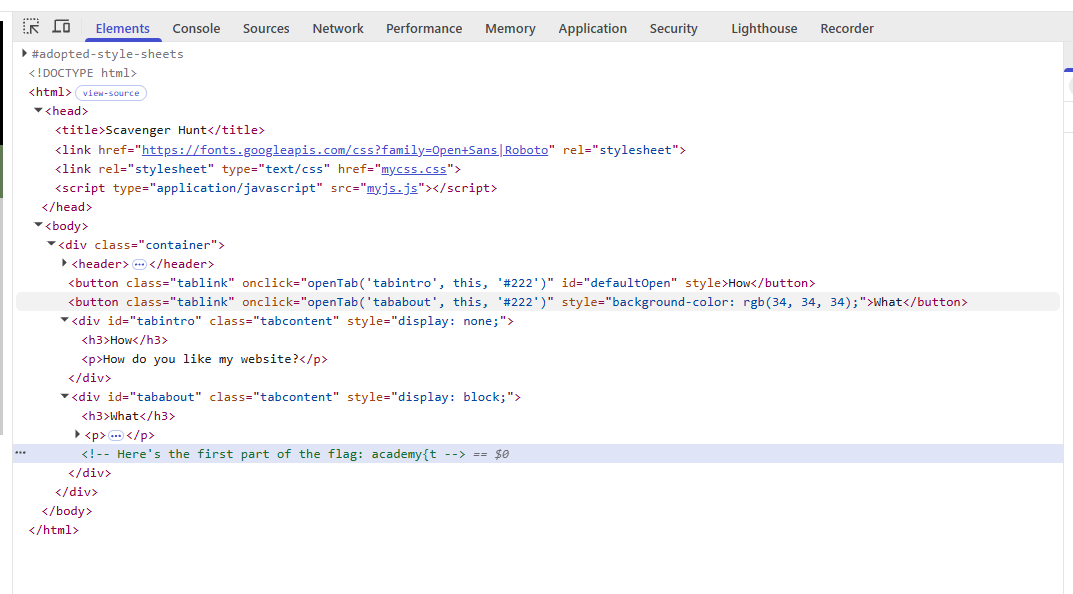 Elements Console Sources Network Performance Memory Application Security Lighthouse Recorder
#adopted-style-sheets
<!DOCTYPE html>
<html> view-source
<head>
<title>Scavenger Hunt</title>
<link href="https://fonts.googleapis.com/css?family=Open+Sans|Roboto" rel="stylesheet">
<link rel="stylesheet" type="text/css" href="mycss.css">
<script type="application/javascript" src="myjs.js"></script>
</head>
<body>
<div class="container">
<header> ⋯ </header>
<button class="tablink" onclick="openTab('tabintro', this, '#222')" id="defaultOpen" style>How</button>
<button class="tablink" onclick="openTab('tababout', this, '#222')" style="background-color: rgb(34, 34, 34);">What</button>
<div id="tabintro" class="tabcontent" style="display: none;">
<h3>How</h3>
<p>How do you like my website?</p>
</div>
<div id="tababout" class="tabcontent" style="display: block;">
<h3>What</h3>
<p> ⋯ </p>
<!-- Here's the first part of the flag: academy{t --> == $0
</div>
</div>
</body>
</html>